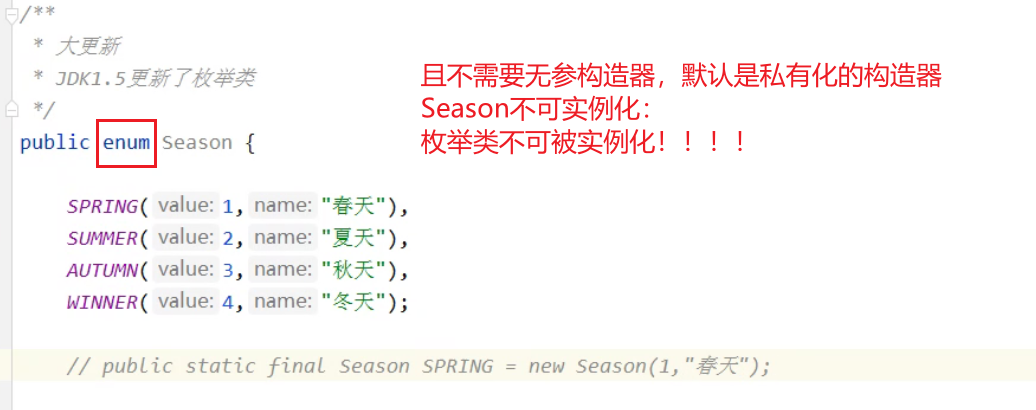 /**
* 大更新
* JDK1.5更新了枚举类
*/
且不需要无参构造器，默认是私有化的构造器
Season不可实例化：
枚举类不可被实例化！！！！
public enum Season {
SPRING( value: 1, name: "春天"),
SUMMER( value: 2, name: "夏天"),
AUTUMN( value: 3, name: "秋天"),
WINNER( value: 4, name: "冬天");
// public static final Season SPRING = new Season(1,"春天");